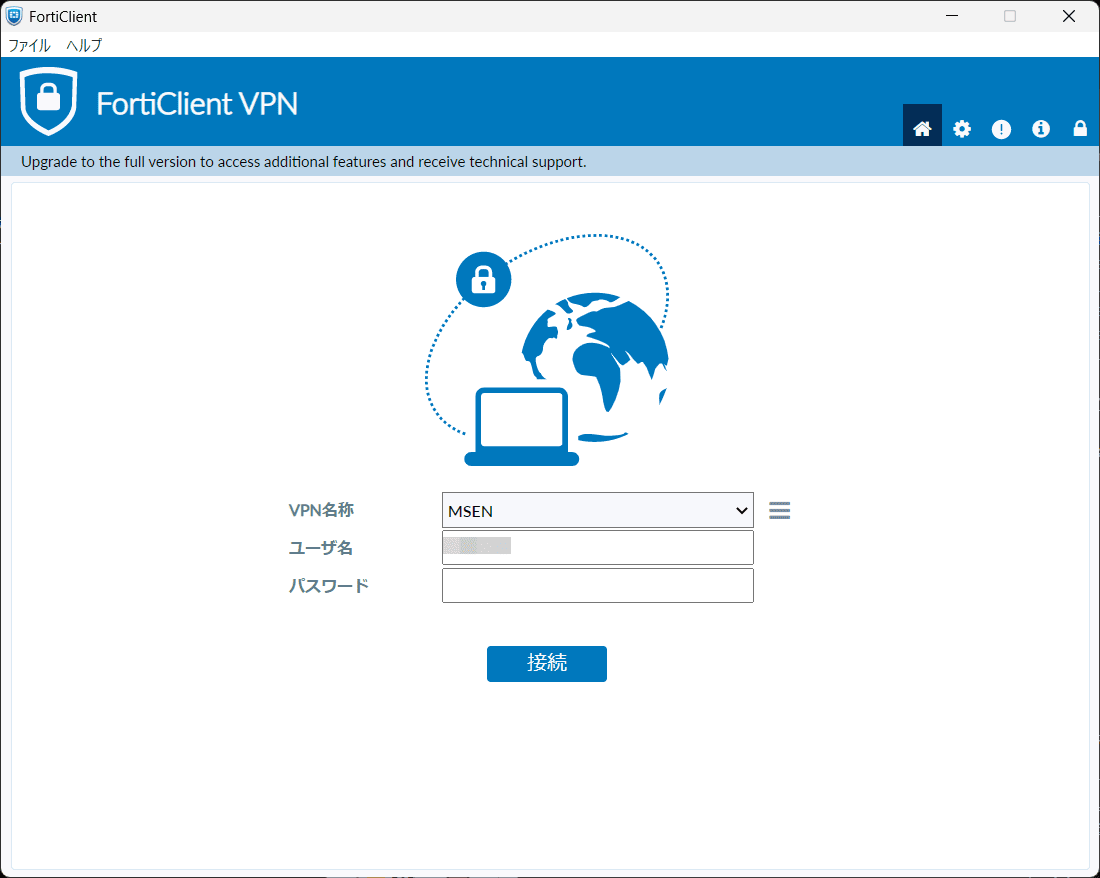 FortiClient
ファイル ヘルプ
FortiClient VPN
Upgrade to the full version to access additional features and receive technical support.
VPN名称 MSEN
ユーザ名
パスワード
接続